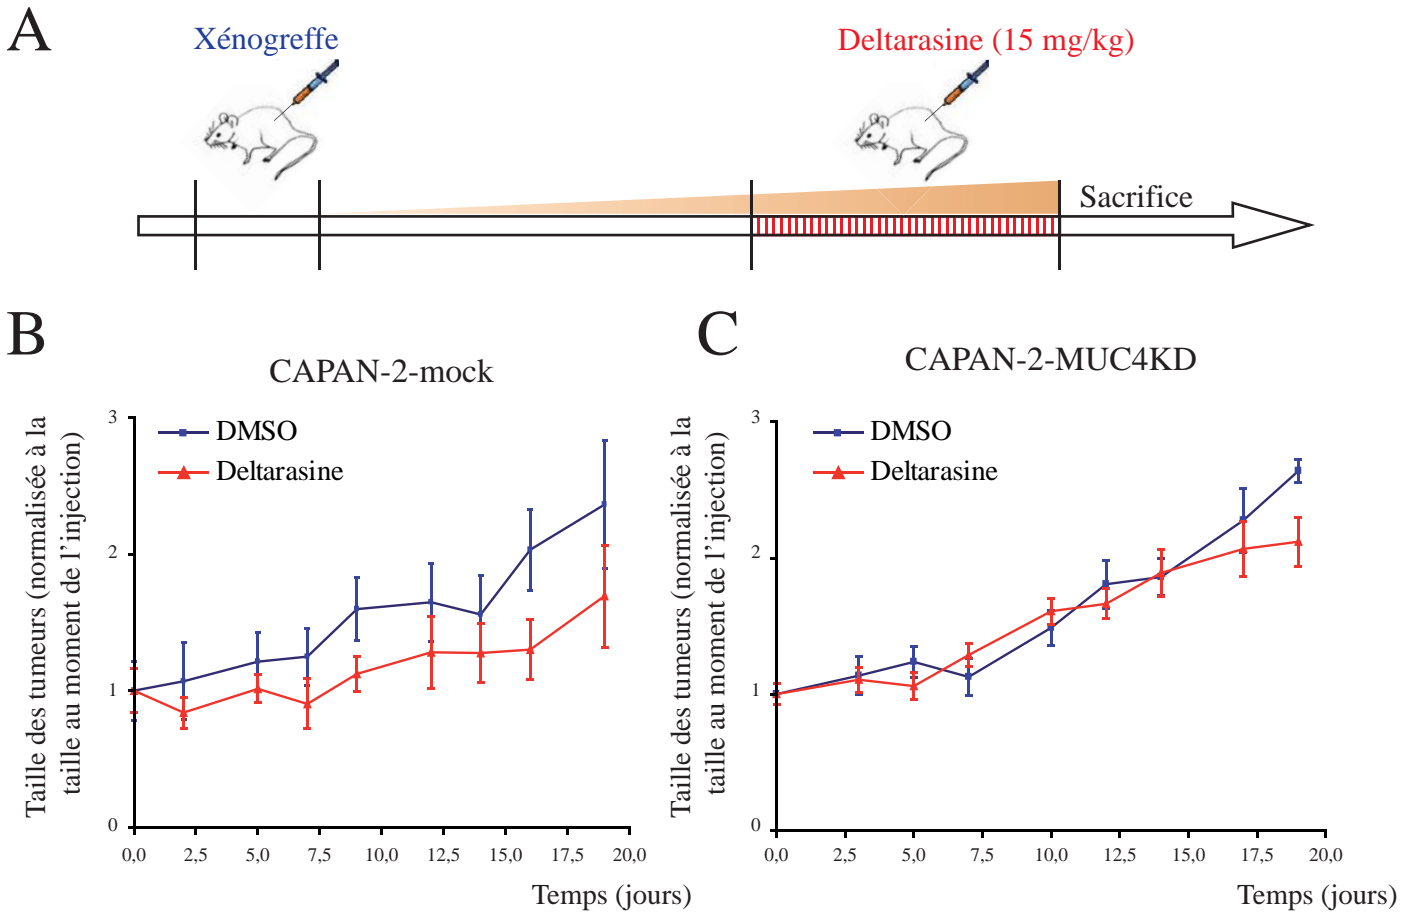 A
Xénogreffe
Deltarasine (15 mg/kg)
Sacrifice
B
CAPAN-2-mock
Taille des tumeurs (normalisée à la
taille au moment de l'injection)
DMSO
Deltarasine
3
2
1
0
0,0 2,5 5,0 7,5 10,0 12,5 15,0 17,5 20,0
Temps (jours)
C
CAPAN-2-MUC4KD
Taille des tumeurs (normalisée à la
taille au moment de l'injection)
DMSO
Deltarasine
3
2
1
0
0,0 2,5 5,0 7,5 10,0 12,5 15,0 17,5 20,0
Temps (jours)